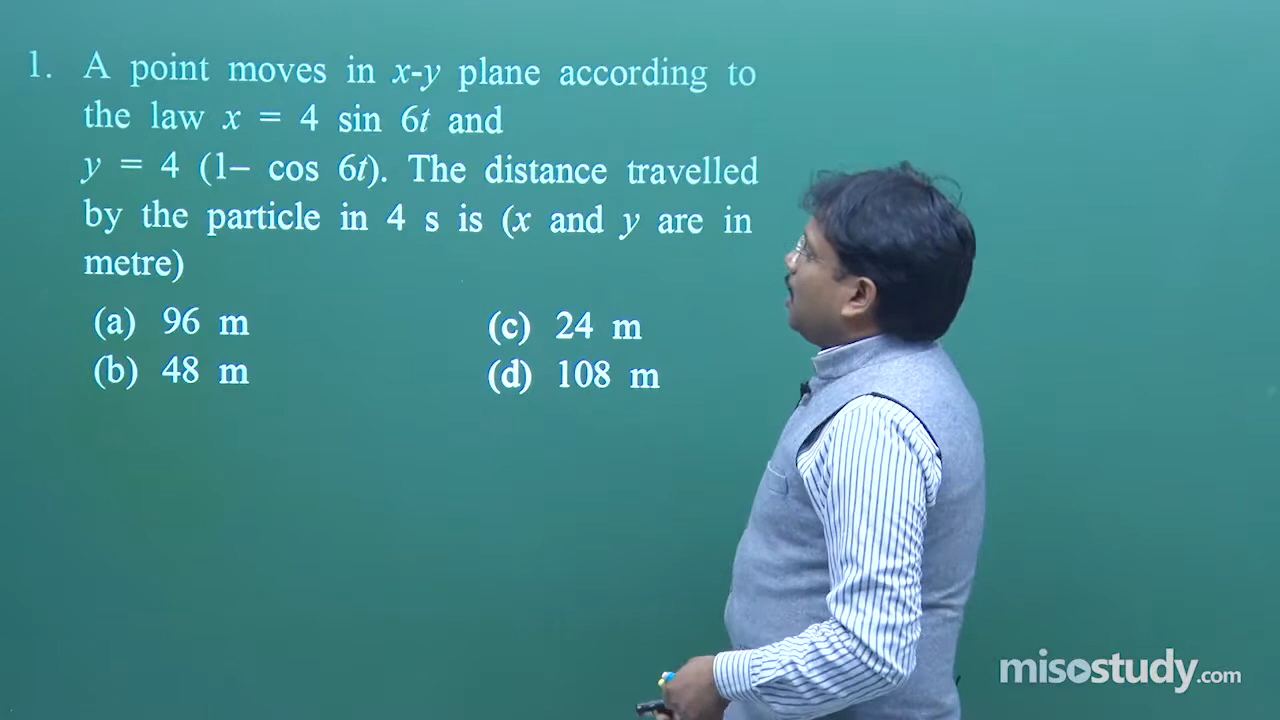 1. A point moves in x-y plane according to
the law x = 4 sin 6t and
y = 4 (1– cos 6t). The distance travelled
by the particle in 4 s is (x and y are in
metre)
(a) 96 m
(c) 24 m
(b) 48 m
(d) 108 m
misostudy.com